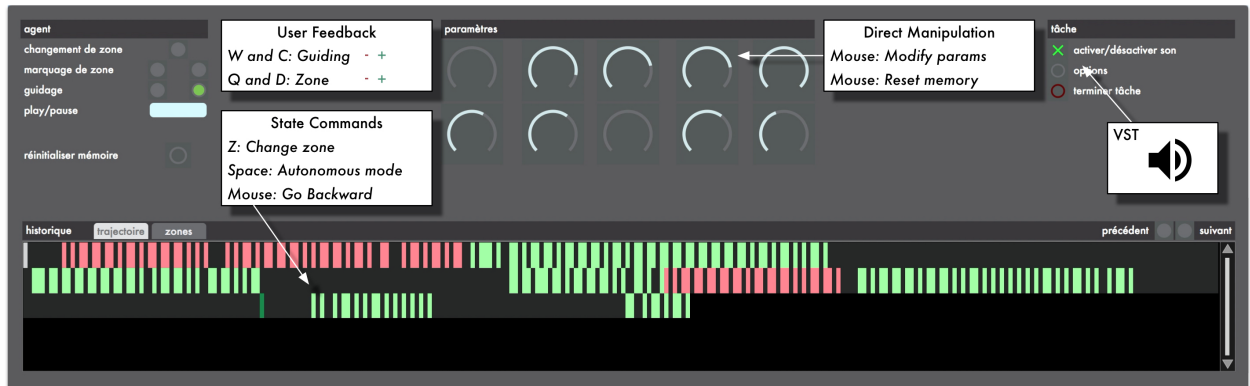 agent
changement de zone
marquage de zone
guidage
play/pause
réinitialiser mémoire
User Feedback
W and C: Guiding - +
Q and D: Zone - +
State Commands
Z: Change zone
Space: Autonomous mode
Mouse: Go Backward
paramètres
Direct Manipulation
Mouse: Modify params
Mouse: Reset memory
tâche
activer/désactiver son
options
terminer tâche
VST
historique trajectoire zones précédent suivant